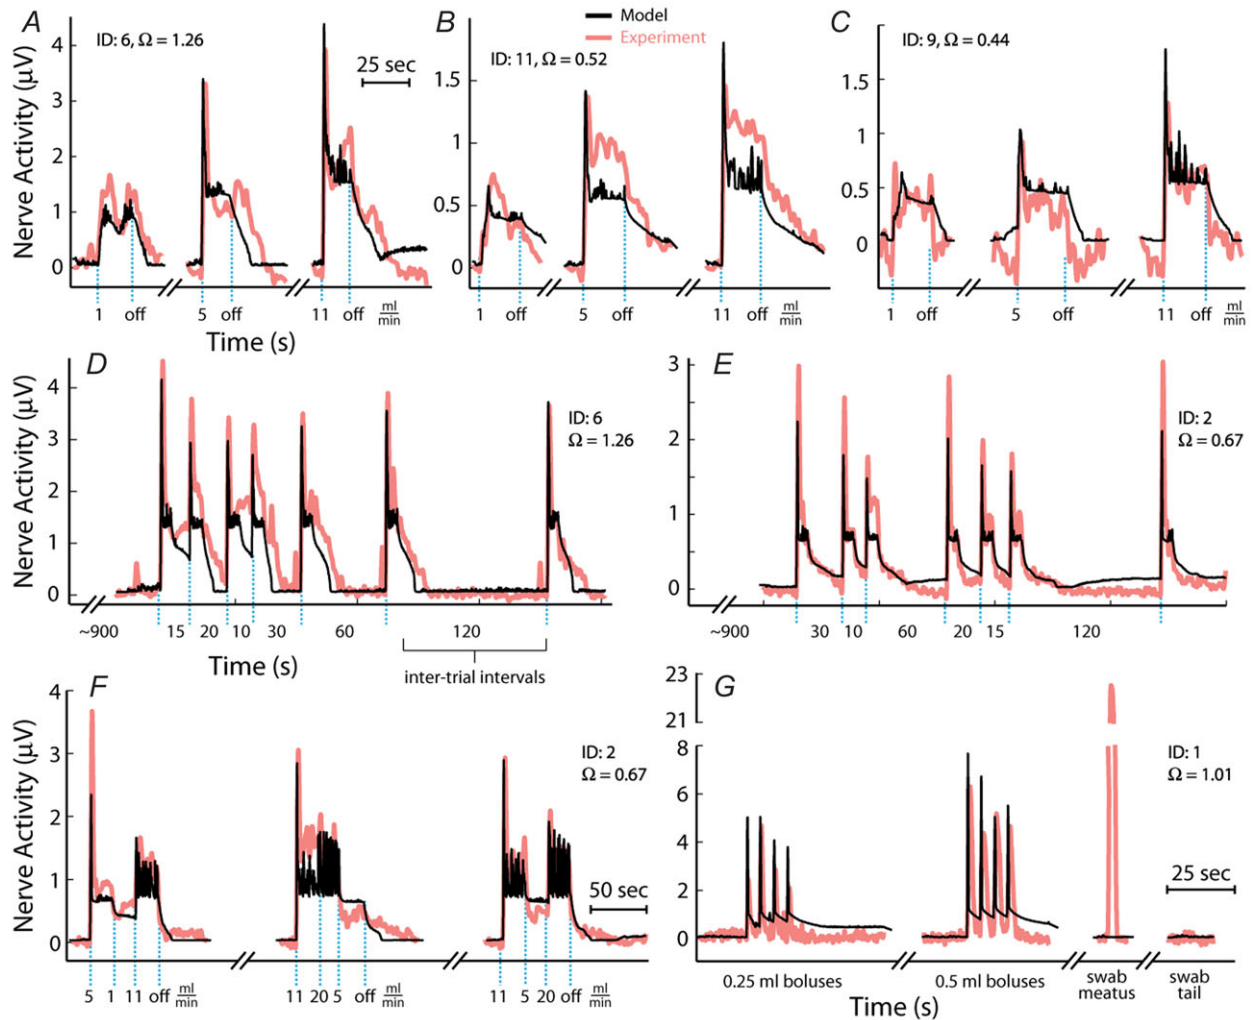 A
ID: 6, Ω = 1.26
25 sec
Nerve Activity (μV)
4
3
2
1
0
1 off 5 off 11 off ml/min
Time (s)
B
Model
Experiment
ID: 11, Ω = 0.52
1.5
1
0.5
0
1 off 5 off 11 off ml/min
C
ID: 9, Ω = 0.44
1.5
1
0.5
0
1 off 5 off 11 off ml/min
D
ID: 6
Ω = 1.26
Nerve Activity (μV)
4
3
2
1
0
~900 15 20 10 30 60 120
Time (s)
inter-trial intervals
E
ID: 2
Ω = 0.67
3
2
1
0
~900 30 10 60 20 15 120
F
ID: 2
Ω = 0.67
50 sec
Nerve Activity (μV)
4
3
2
1
0
5 1 11 off ml/min 11 20 5 off ml/min 11 5 20 off ml/min
G
ID: 1
Ω = 1.01
25 sec
23
21
8
6
4
2
0
0.25 ml boluses 0.5 ml boluses swab meatus swab tail
Time (s)